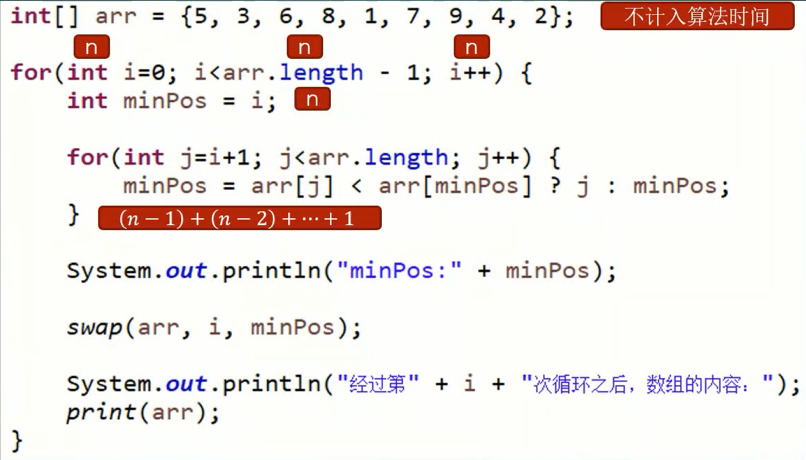 int[] arr = {5, 3, 6, 8, 1, 7, 9, 4, 2}; 不计入算法时间
n n n
for(int i=0; i<arr.length - 1; i++) {
int minPos = i; n
for(int j=i+1; j<arr.length; j++) {
minPos = arr[j] < arr[minPos] ? j : minPos;
} (n − 1) + (n − 2) + ⋯ + 1
System.out.println("minPos:" + minPos);
swap(arr, i, minPos);
System.out.println("经过第" + i + "次循环之后，数组的内容：");
print(arr);
}